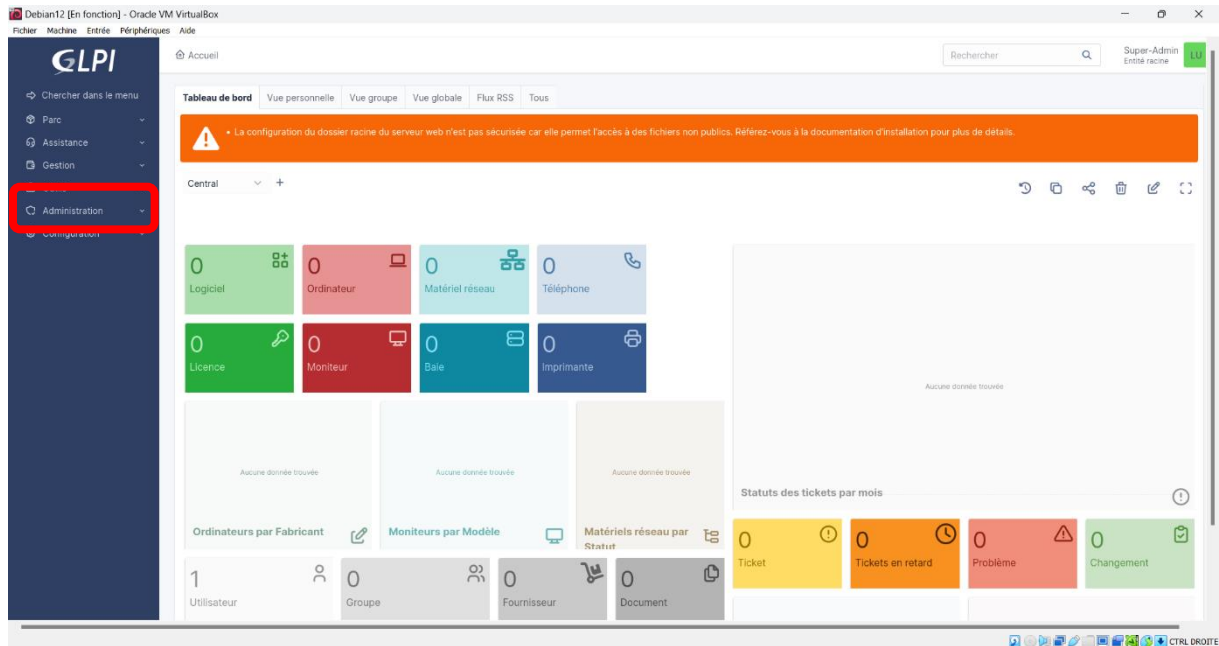 Debian12 [En fonction] - Oracle VM VirtualBox
Fichier Machine Entrée Périphériques Aide
GLPI
Accueil
Rechercher
Super-Admin
Entité racine
LU
Chercher dans le menu
Parc
Assistance
Gestion
Administration
Configuration
Tableau de bord Vue personnelle Vue groupe Vue globale Flux RSS Tous
• La configuration du dossier racine du serveur web n'est pas sécurisée car elle permet l'accès à des fichiers non publics. Référez-vous à la documentation d'installation pour plus de détails.
Central
0 0 0 0
Logiciel Ordinateur Matériel réseau Téléphone
0 0 0 0
Licence Moniteur Baie Imprimante
Aucune donnée trouvée
Aucune donnée trouvée Aucune donnée trouvée Aucune donnée trouvée
Statuts des tickets par mois
Ordinateurs par Fabricant Moniteurs par Modèle Matériels réseau par
Statut
0 0 0 0
Ticket Tickets en retard Problème Changement
1 0 0 0
Utilisateur Groupe Fournisseur Document
CTRL DROITE